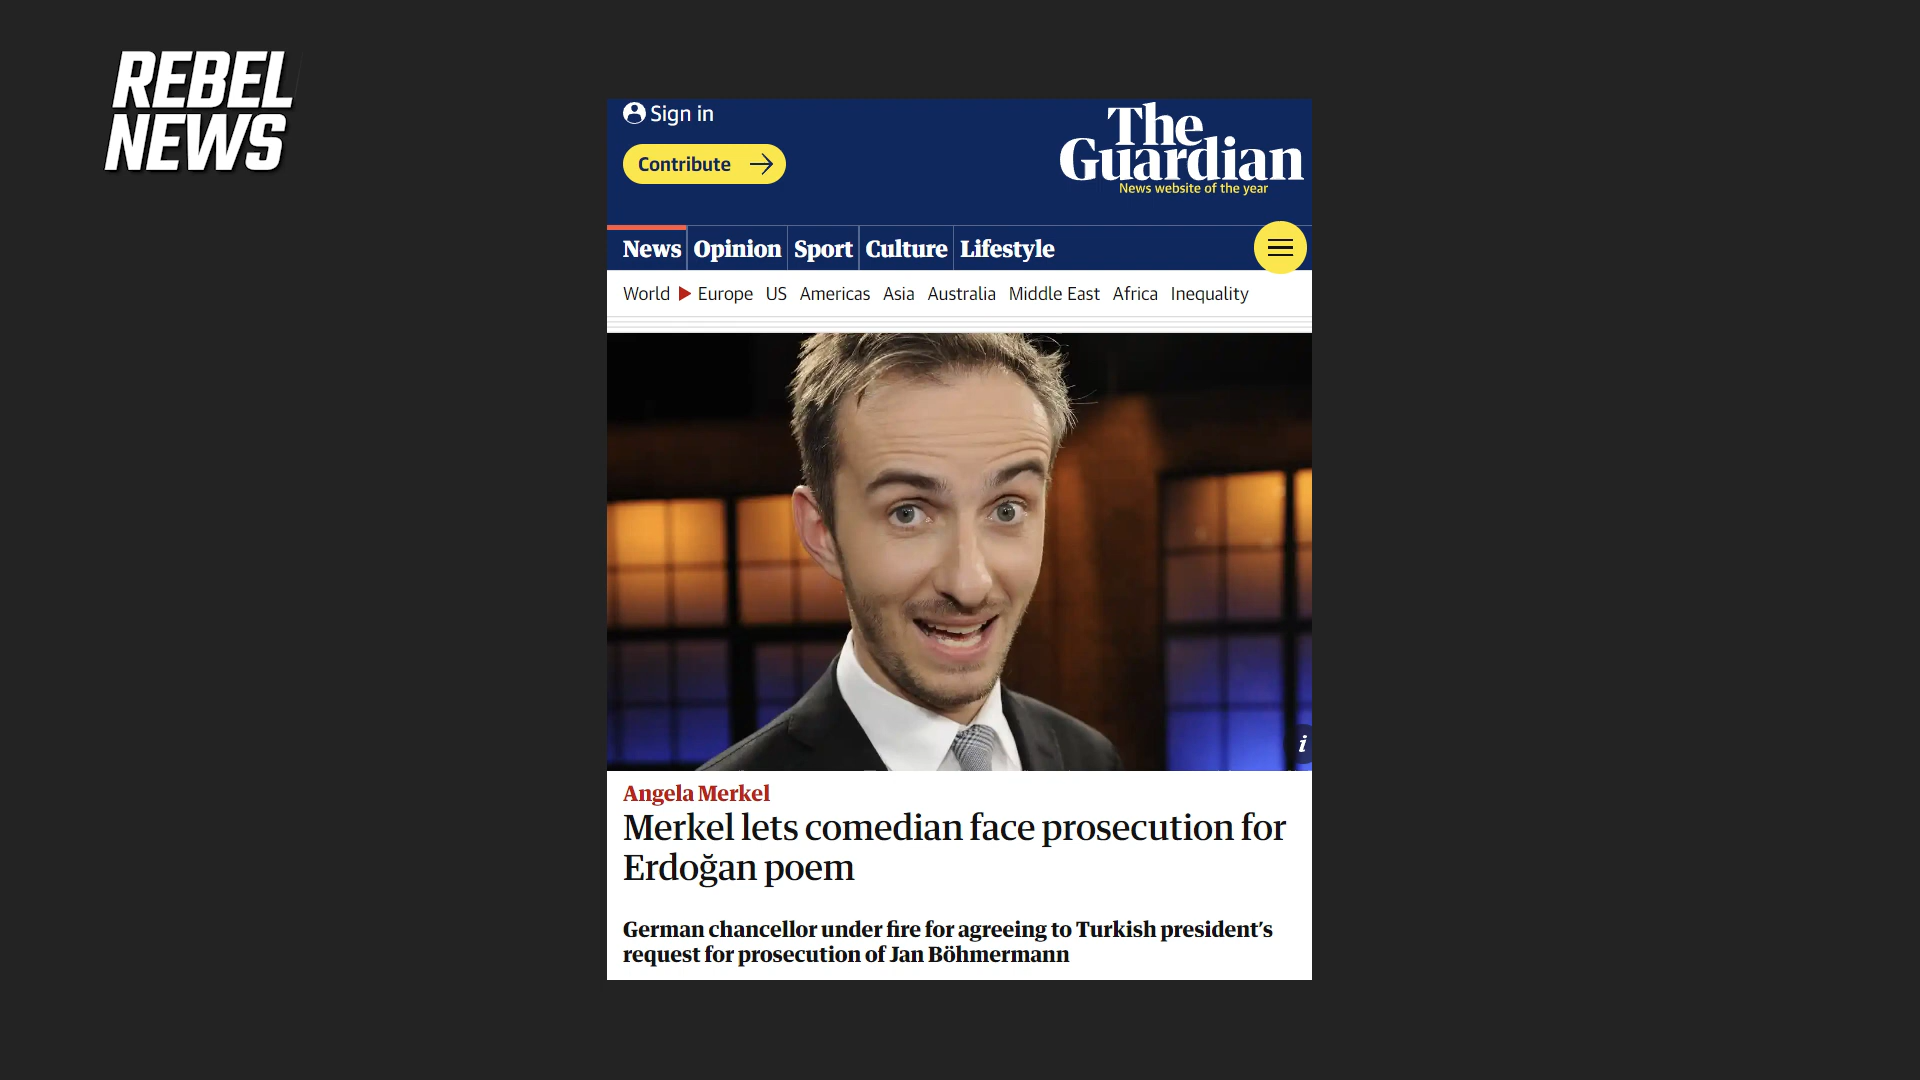 REBEL
NEWS
Sign in
Contribute
The
Guardian
News website of the year
News Opinion Sport Culture Lifestyle
World Europe US Americas Asia Australia Middle East Africa Inequality
i
Angela Merkel
Merkel lets comedian face prosecution for
Erdoğan poem
German chancellor under fire for agreeing to Turkish president’s
request for prosecution of Jan Böhmermann